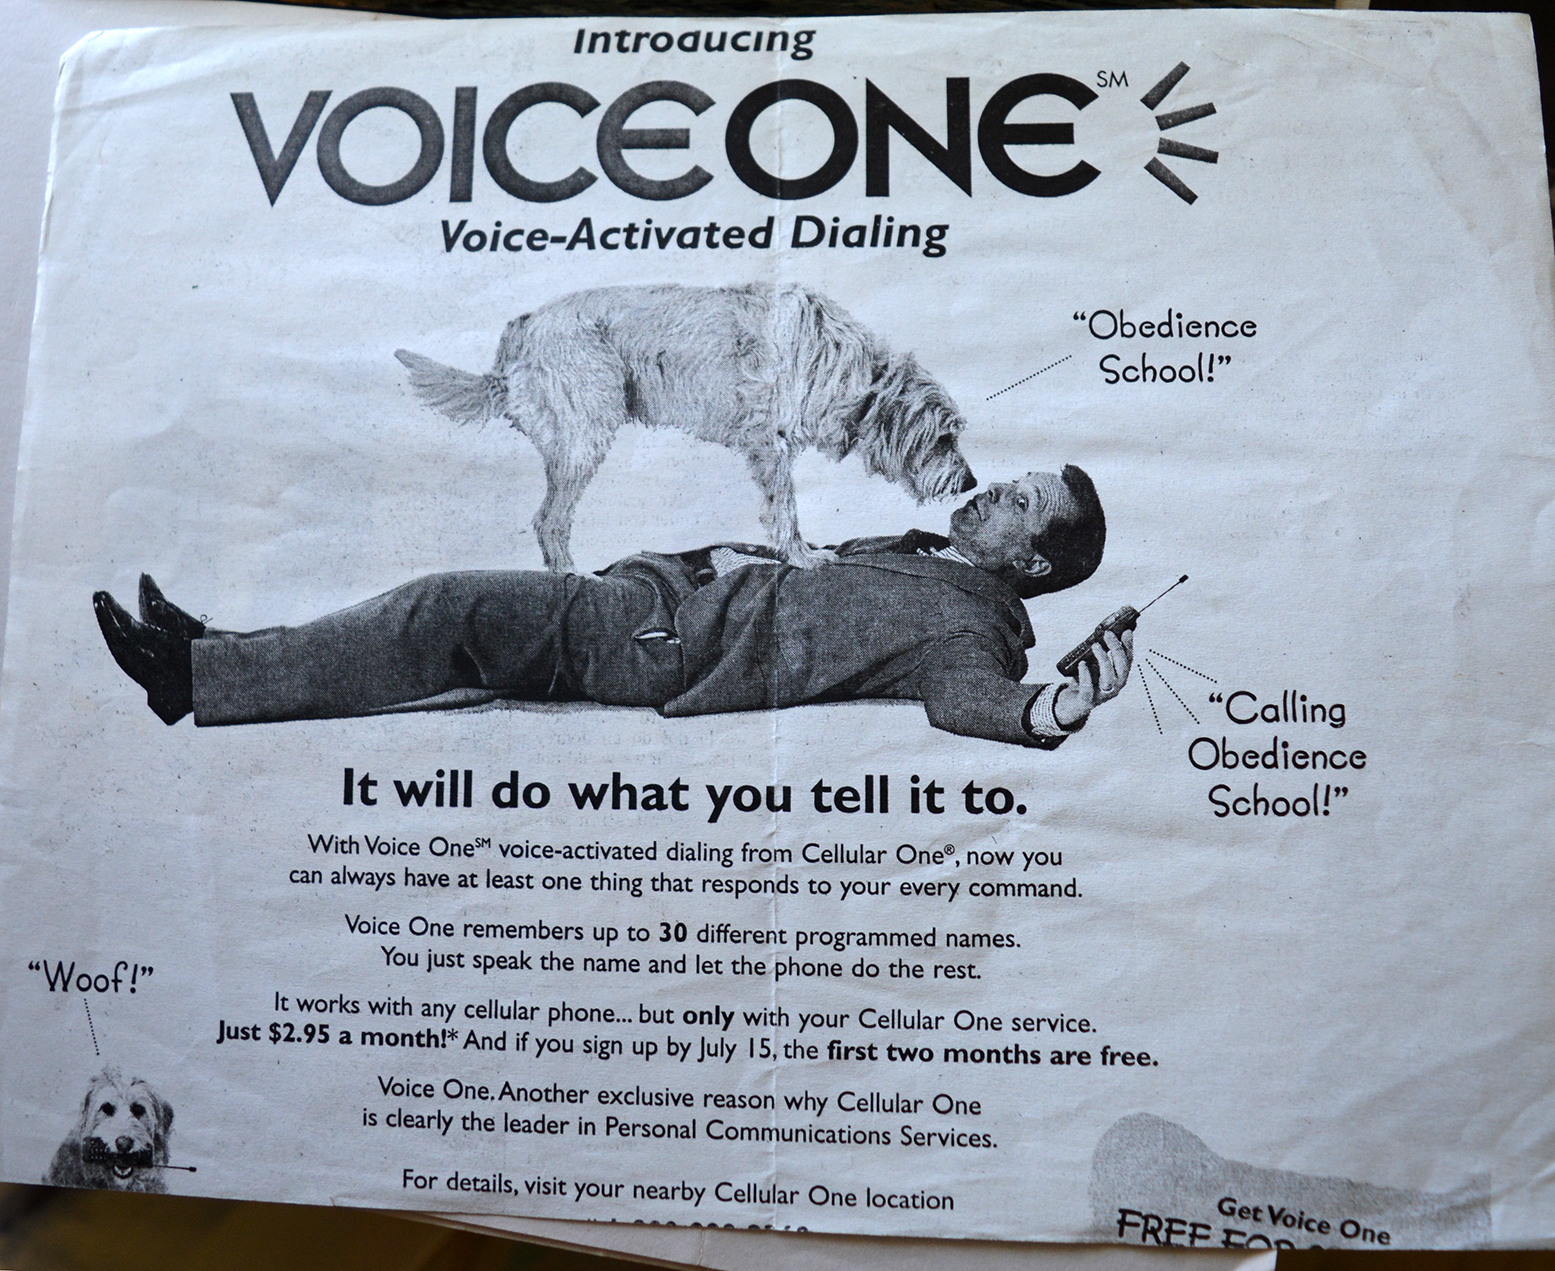 Introducing
VOICE ONE SM
Voice-Activated Dialing
“Obedience
School!”
“Calling
Obedience
School!”
It will do what you tell it to.
With Voice One℠ voice-activated dialing from Cellular One®, now you
can always have at least one thing that responds to your every command.
Voice One remembers up to 30 different programmed names.
You just speak the name and let the phone do the rest.
“Woof!”
It works with any cellular phone... but only with your Cellular One service.
Just $2.95 a month!* And if you sign up by July 15, the first two months are free.
Voice One. Another exclusive reason why Cellular One
is clearly the leader in Personal Communications Services.
For details, visit your nearby Cellular One location
Get Voice One
FREE FOR